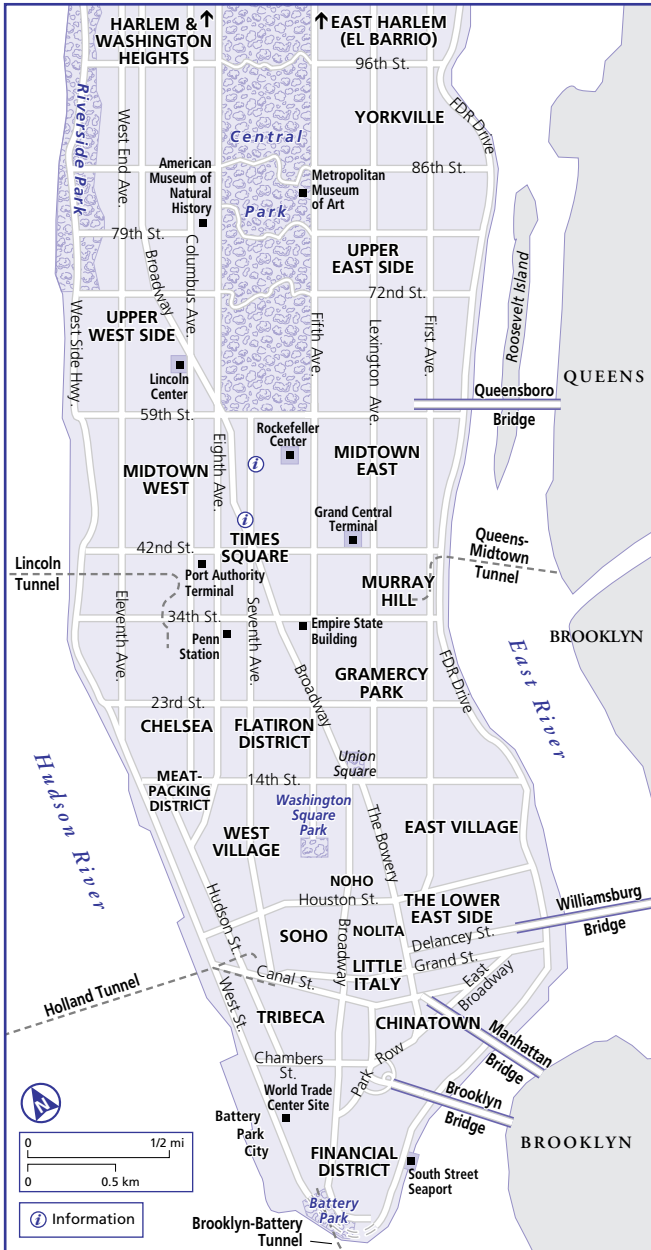 HARLEM &
WASHINGTON
HEIGHTS
EAST HARLEM
(EL BARRIO)
96th St.
YORKVILLE
FDR Drive
Riverside Park
West End Ave.
Central
Park
American
Museum of
Natural
History
Metropolitan
Museum
of Art
86th St.
79th St.
Broadway
Columbus Ave.
UPPER
EAST SIDE
72nd St.
Roosevelt Island
West Side Hwy.
UPPER
WEST SIDE
Fifth Ave.
Lexington Ave.
First Ave.
Lincoln
Center
QUEENS
Queensboro
Bridge
59th St.
Rockefeller
Center
Eighth Ave.
MIDTOWN
WEST
i
MIDTOWN
EAST
i
Grand Central
Terminal
TIMES
SQUARE
42nd St.
Queens-
Midtown
Tunnel
Lincoln
Tunnel
Port Authority
Terminal
MURRAY
HILL
Eleventh Ave.
34th St.
Penn
Station
Seventh Ave.
Empire State
Building
BROOKLYN
Broadway
GRAMERCY
PARK
FDR Drive
East River
23rd St.
CHELSEA
FLATIRON
DISTRICT
Union
Square
Hudson River
MEAT-
PACKING
DISTRICT
14th St.
Washington
Square
Park
WEST
VILLAGE
The Bowery
EAST VILLAGE
NOHO
Houston St.
THE LOWER
EAST SIDE
Williamsburg
Bridge
Hudson St.
SOHO
Broadway
NOLITA
Delancey St.
Grand St.
LITTLE
ITALY
East
Broadway
Canal St.
Holland Tunnel
West St.
TRIBECA
CHINATOWN
Manhattan
Bridge
Chambers
St.
Park Row
Brooklyn
Bridge
World Trade
Center Site
Battery
Park
City
BROOKLYN
N
0
1/2 mi
0
0.5 km
FINANCIAL
DISTRICT
South Street
Seaport
i Information
Battery
Park
Brooklyn-Battery
Tunnel